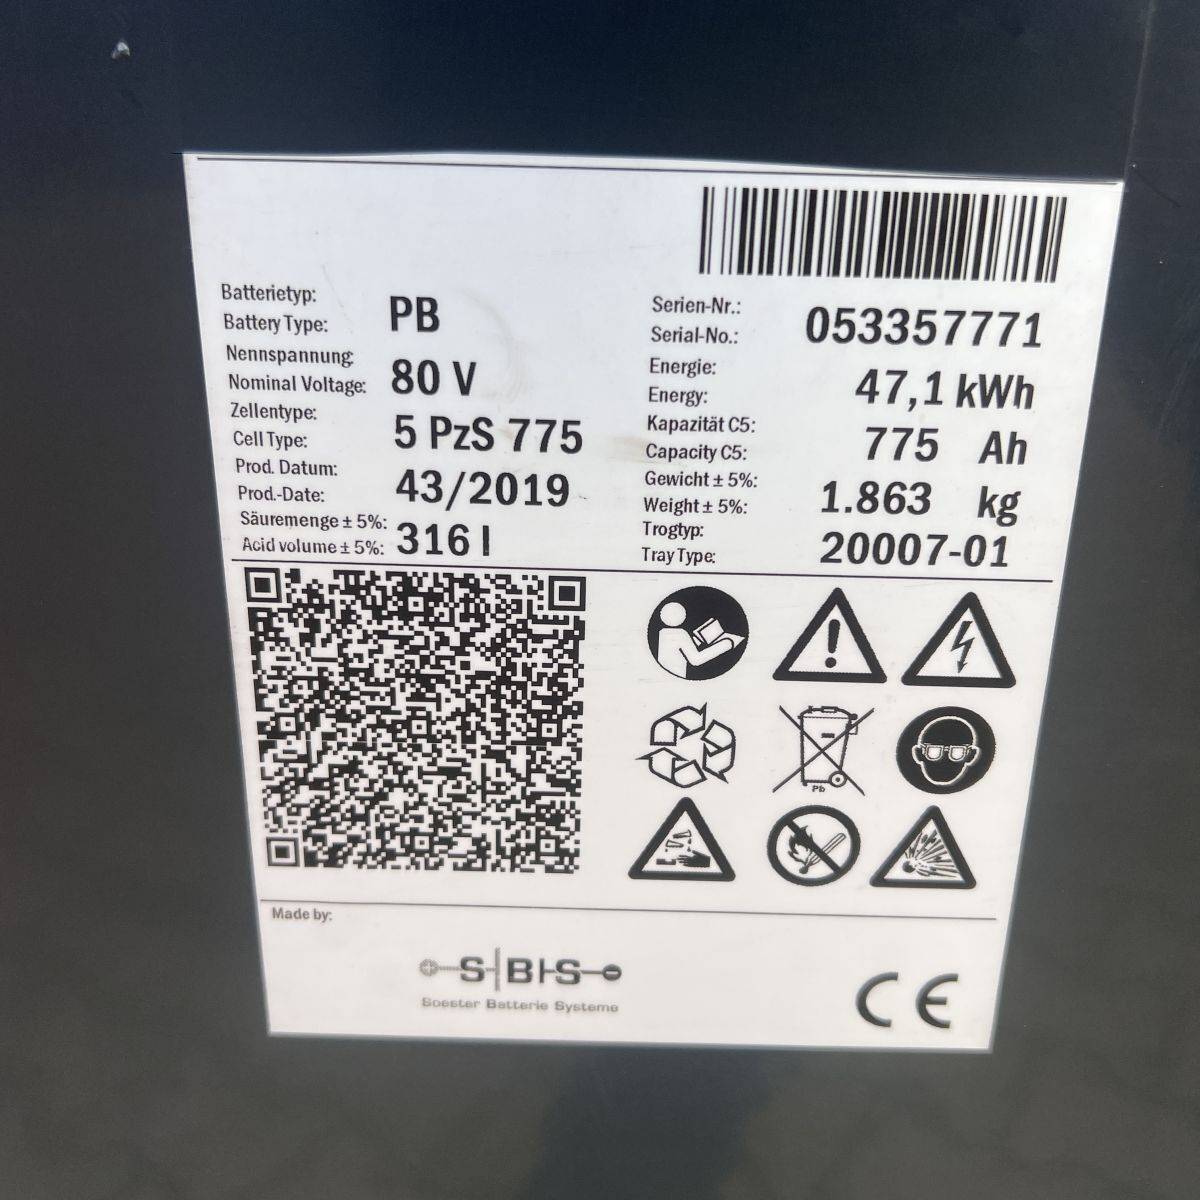 Batterietyp:
Battery Type: PB
Nennspannung:
Nominal Voltage: 80 V
Zellentype:
Cell Type: 5 PzS 775
Prod. Datum:
Prod.-Date: 43/2019
Säuremenge ± 5%:
Acid volume ± 5%: 316 l
Serien-Nr.:
Serial-No.: 053357771
Energie:
Energy: 47,1 kWh
Kapazität C5:
Capacity C5: 775 Ah
Gewicht ± 5%:
Weight ± 5%: 1.863 kg
Trogtyp:
Tray Type: 20007-01
Pb
Made by:
SBS
Soester Batterie Systeme
CE